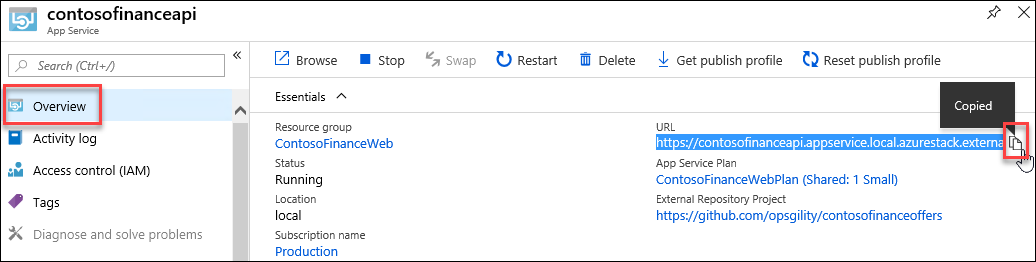 contosofinanceapi
App Service
Search (Ctrl+/)
Overview
Activity log
Access control (IAM)
Tags
Diagnose and solve problems
Browse
Stop
Swap
Restart
Delete
Get publish profile
Reset publish profile
Essentials
Copied
Resource group
ContosoFinanceWeb
Status
Running
Location
local
Subscription name
Production
URL
https://contosofinanceapi.appservice.local.azurestack.externa
App Service Plan
ContosoFinanceWebPlan (Shared: 1 Small)
External Repository Project
https://github.com/opsgility/contosofinanceoffers